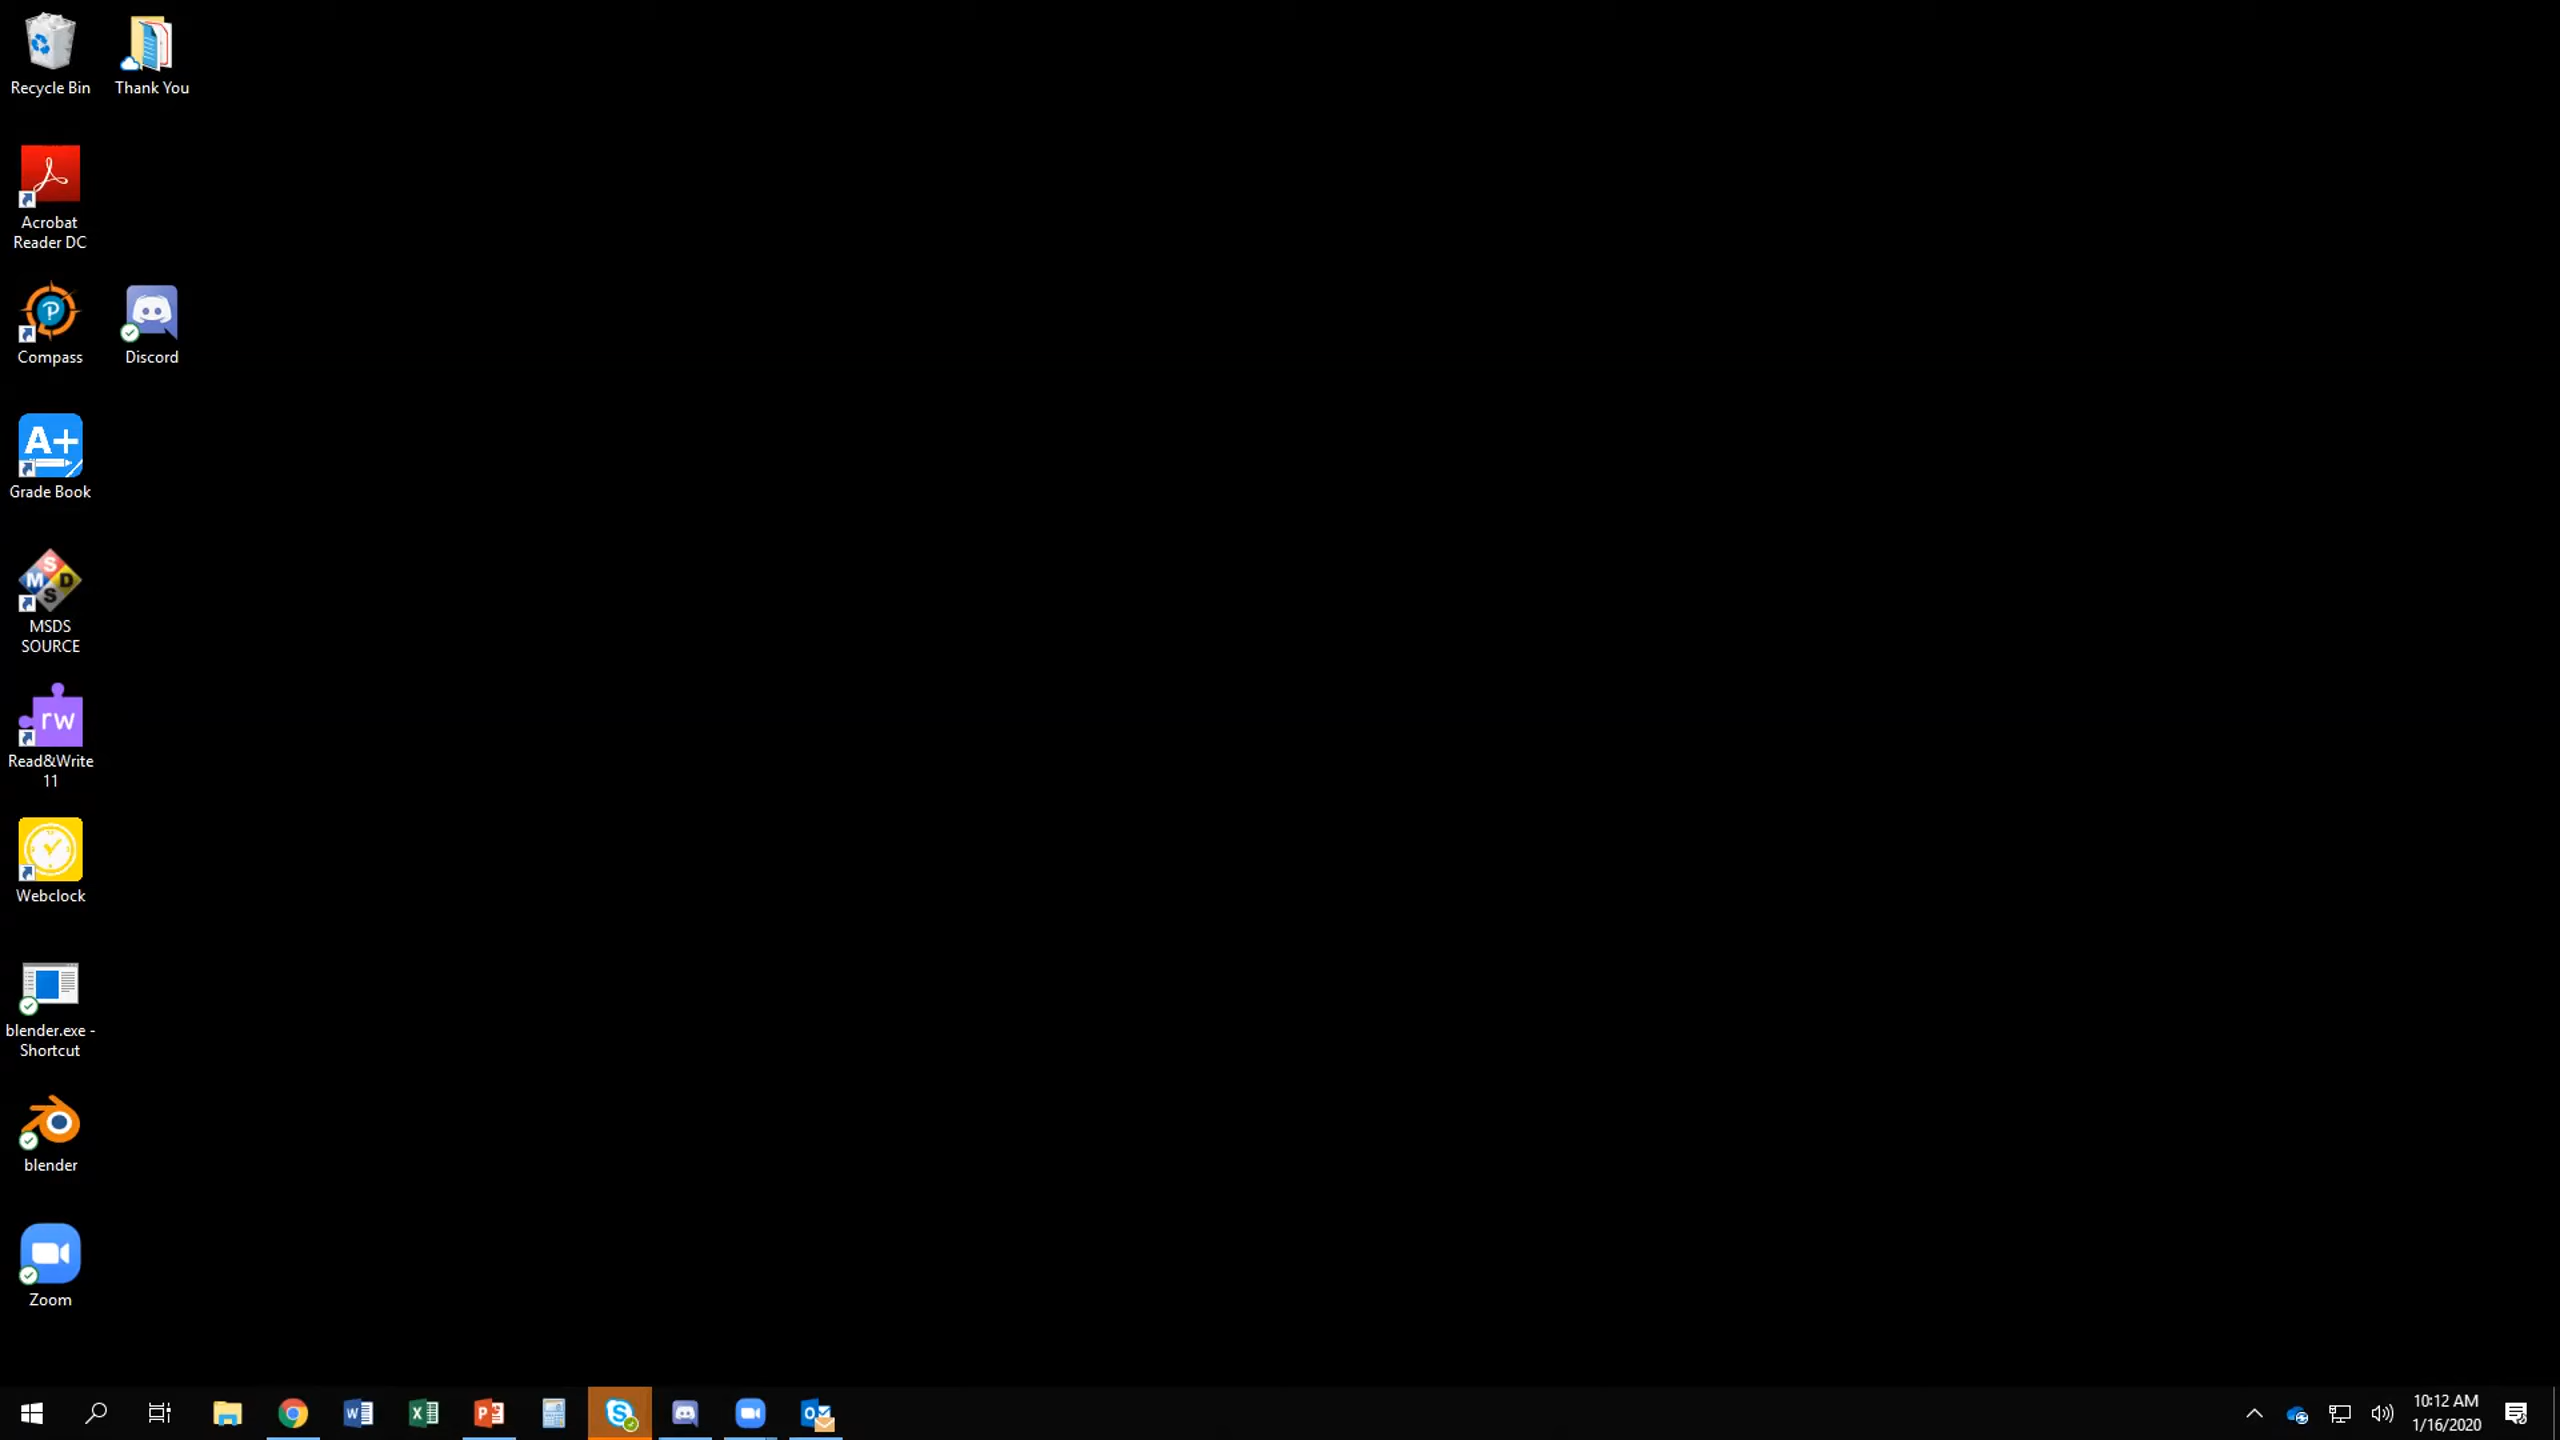 Recycle Bin
Thank You
Acrobat
Reader DC
Compass
Discord
A+
Grade Book
M S D S
MSDS
SOURCE
rw
Read&Write
11
Webclock
blender.exe -
Shortcut
blender
Zoom
10:12 AM
1/16/2020